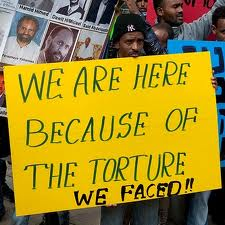 WE ARE HERE
BECAUSE OF
THE TORTURE
WE FACED!!